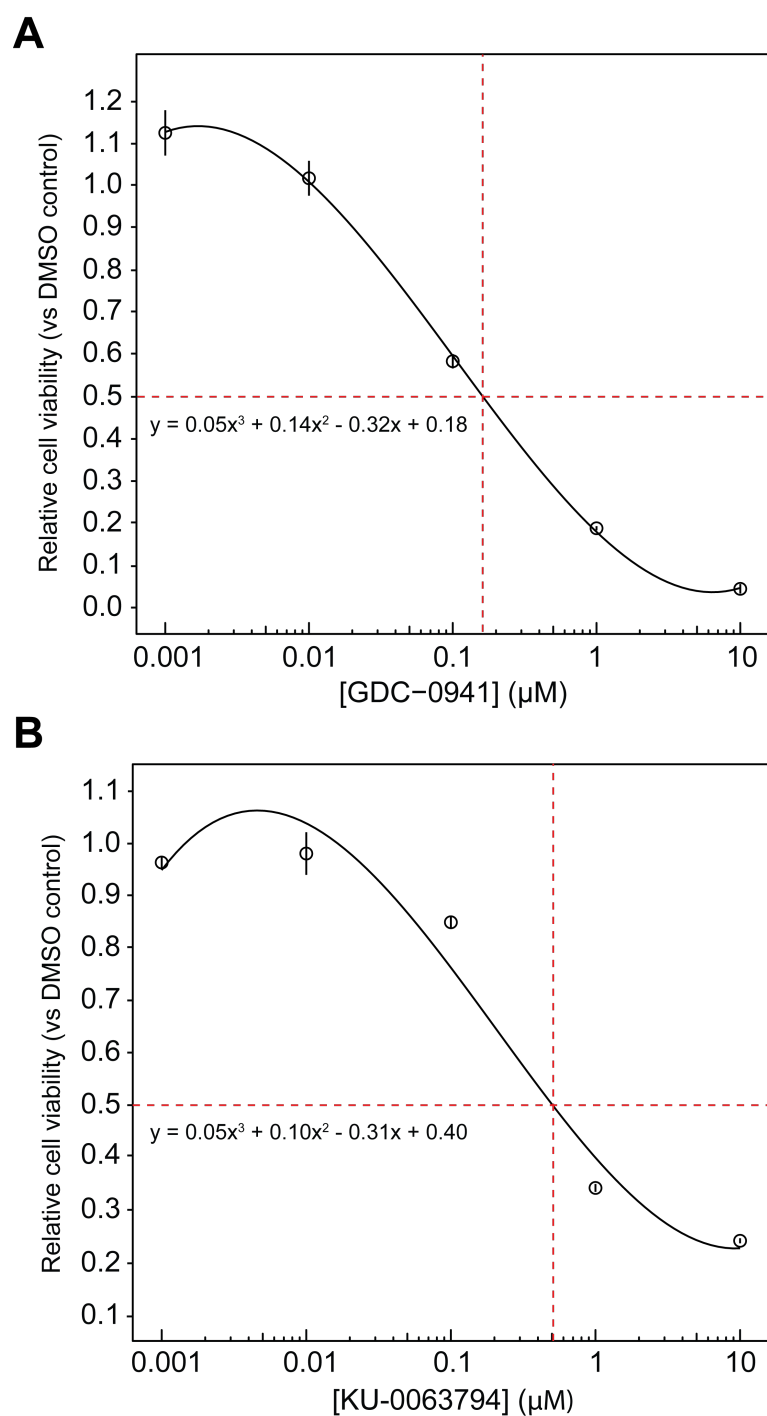 A
Relative cell viability (vs DMSO control)
1.2
1.1
1.0
0.9
0.8
0.7
0.6
0.5
0.4
0.3
0.2
0.1
0.0
y = 0.05x³ + 0.14x² - 0.32x + 0.18
0.001 0.01 0.1 1 10
[GDC−0941] (μM)
B
Relative cell viability (vs DMSO control)
1.1
1.0
0.9
0.8
0.7
0.6
0.5
0.4
0.3
0.2
0.1
y = 0.05x³ + 0.10x² - 0.31x + 0.40
0.001 0.01 0.1 1 10
[KU-0063794] (μM)